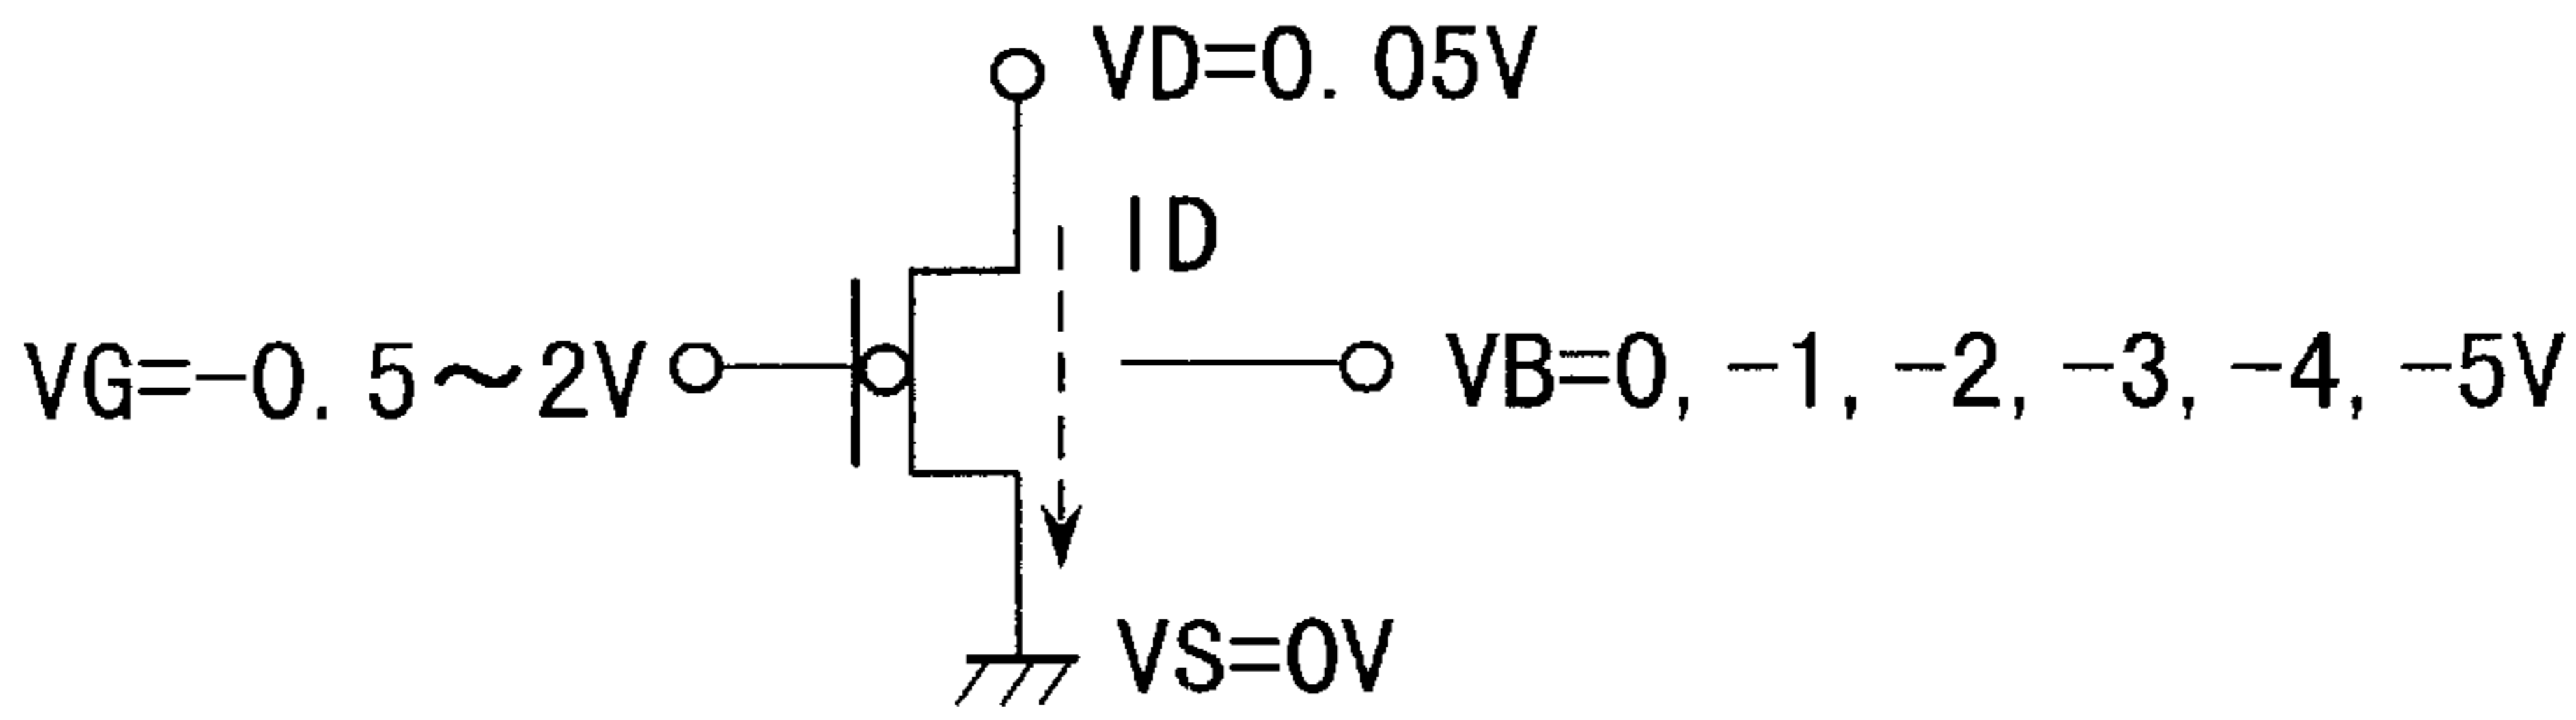 VD=0.05V
ID
VG=-0.5~2V
VB=0, -1, -2, -3, -4, -5V
VS=0V